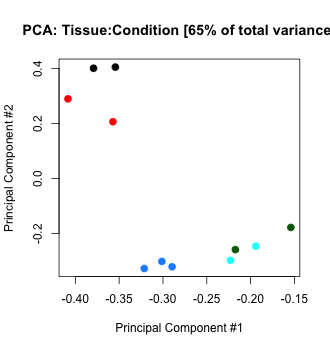 PCA: Tissue:Condition [65% of total variance
Principal Component #2
0.4
0.2
0.0
-0.2
-0.40 -0.35 -0.30 -0.25 -0.20 -0.15
Principal Component #1